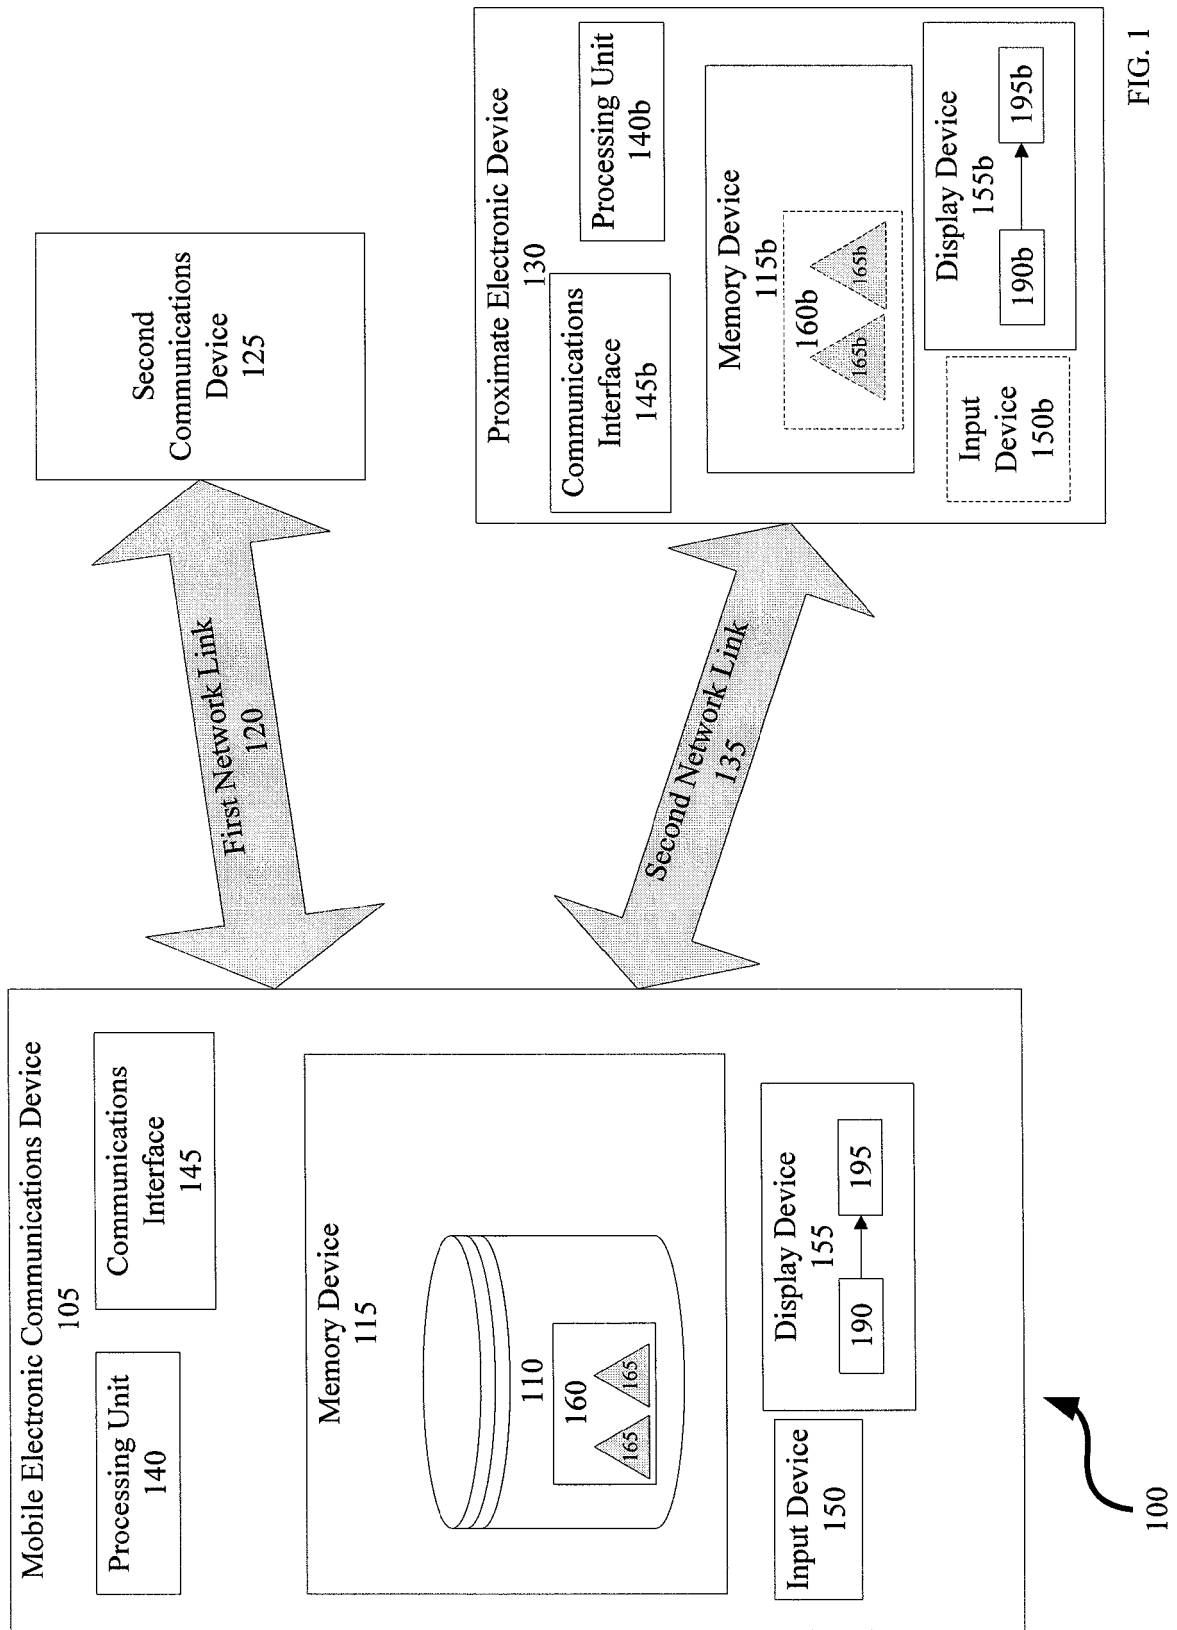 Mobile Electronic Communications Device
105
Processing Unit
140
Communications
Interface
145
Memory Device
115
110
160
165
165
Input Device
150
Display Device
155
190
195
First Network Link
120
Second Network Link
135
Second
Communications
Device
125
Proximate Electronic Device
130
Communications
Interface
145b
Processing Unit
140b
Memory Device
115b
160b
165b
165b
Input
Device
150b
Display Device
155b
190b
195b
100
FIG. 1